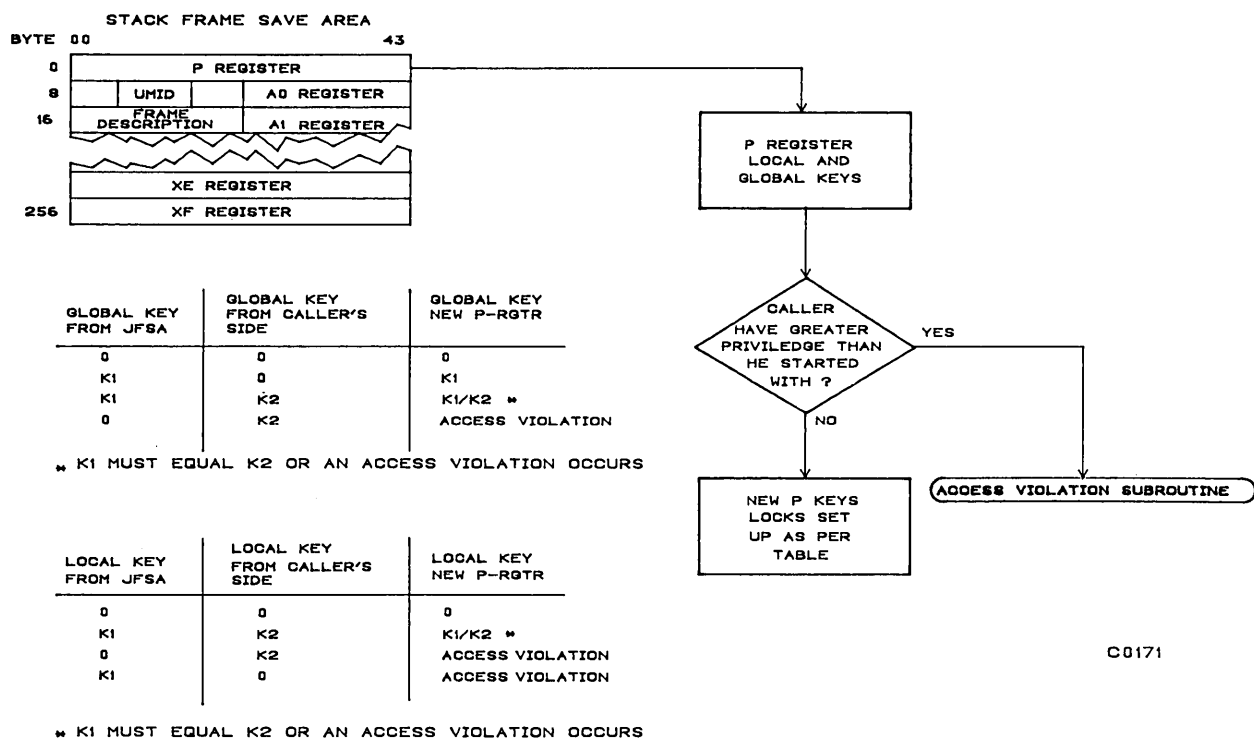 STACK FRAME SAVE AREA
BYTE 00 43
0 P REGISTER
8 UMID A0 REGISTER
16 FRAME DESCRIPTION A1 REGISTER
XE REGISTER
256 XF REGISTER
P REGISTER
LOCAL AND
GLOBAL KEYS
CALLER
HAVE GREATER
PRIVILEDGE THAN
HE STARTED
WITH ?
YES
NO
NEW P KEYS
LOCKS SET
UP AS PER
TABLE
ACCESS VIOLATION SUBROUTINE
GLOBAL KEY FROM JFSA GLOBAL KEY FROM CALLER'S SIDE GLOBAL KEY NEW P-RGTR
0 0 0
K1 0 K1
K1 K2 K1/K2 *
0 K2 ACCESS VIOLATION
* K1 MUST EQUAL K2 OR AN ACCESS VIOLATION OCCURS
LOCAL KEY FROM JFSA LOCAL KEY FROM CALLER'S SIDE LOCAL KEY NEW P-RGTR
0 0 0
K1 K2 K1/K2 *
0 K2 ACCESS VIOLATION
K1 0 ACCESS VIOLATION
* K1 MUST EQUAL K2 OR AN ACCESS VIOLATION OCCURS
C0171